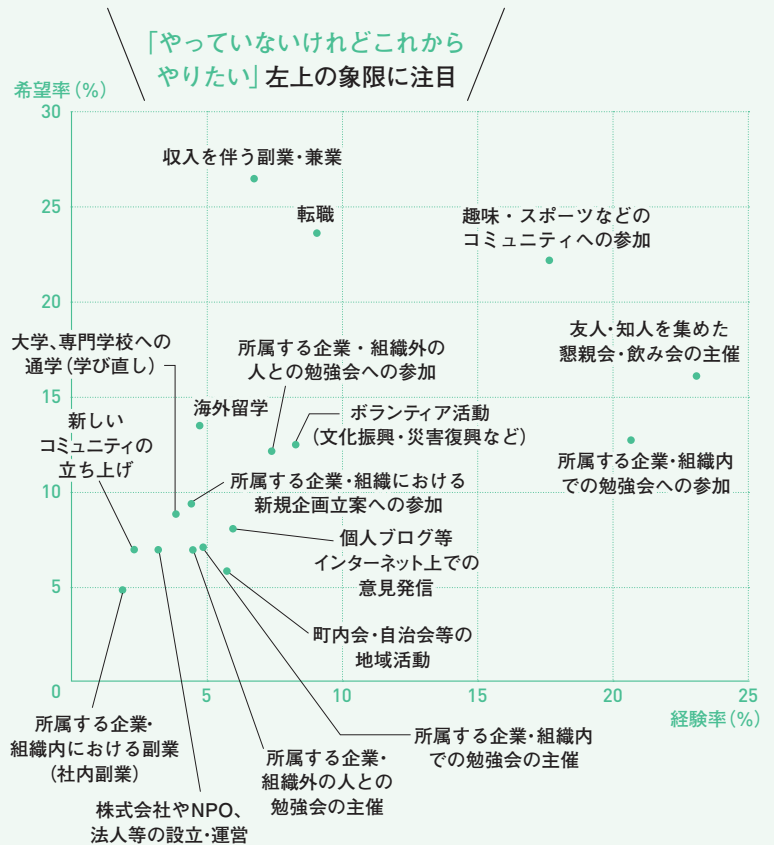 「やっていないけれどこれから
やりたい」左上の象限に注目
希望率(%)
30
25
20
15
10
5
0
5
10
15
20
25
経験率(%)
収入を伴う副業・兼業
転職
趣味・スポーツなどの
コミュニティへの参加
友人・知人を集めた
懇親会・飲み会の主催
大学、専門学校への
通学(学び直し)
所属する企業・組織外の
人との勉強会への参加
海外留学
ボランティア活動
(文化振興・災害復興など)
新しい
コミュニティの
立ち上げ
所属する企業・組織内
での勉強会への参加
所属する企業・組織における
新規企画立案への参加
個人ブログ等
インターネット上での
意見発信
町内会・自治会等の
地域活動
所属する企業・
組織内における副業
(社内副業)
株式会社やNPO、
法人等の設立・運営
所属する企業・
組織外の人との
勉強会の主催
所属する企業・組織内
での勉強会の主催